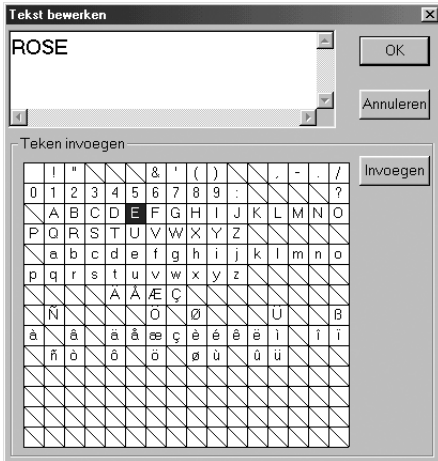 Tekst bewerken
ROSE
OK
Annuleren
Teken invoegen
Invoegen
! " & ' ( ) , - . /
0 1 2 3 4 5 6 7 8 9 : ?
A B C D E F G H I J K L M N O
P Q R S T U V W X Y Z
a b c d e f g h i j k l m n o
p q r s t u v w x y z
Ä Å Æ Ç
Ñ Ö Ø Ü ß
à â ä å æ ç è é ê ë ì î ï
ñ ò ô ö ø ù û ü